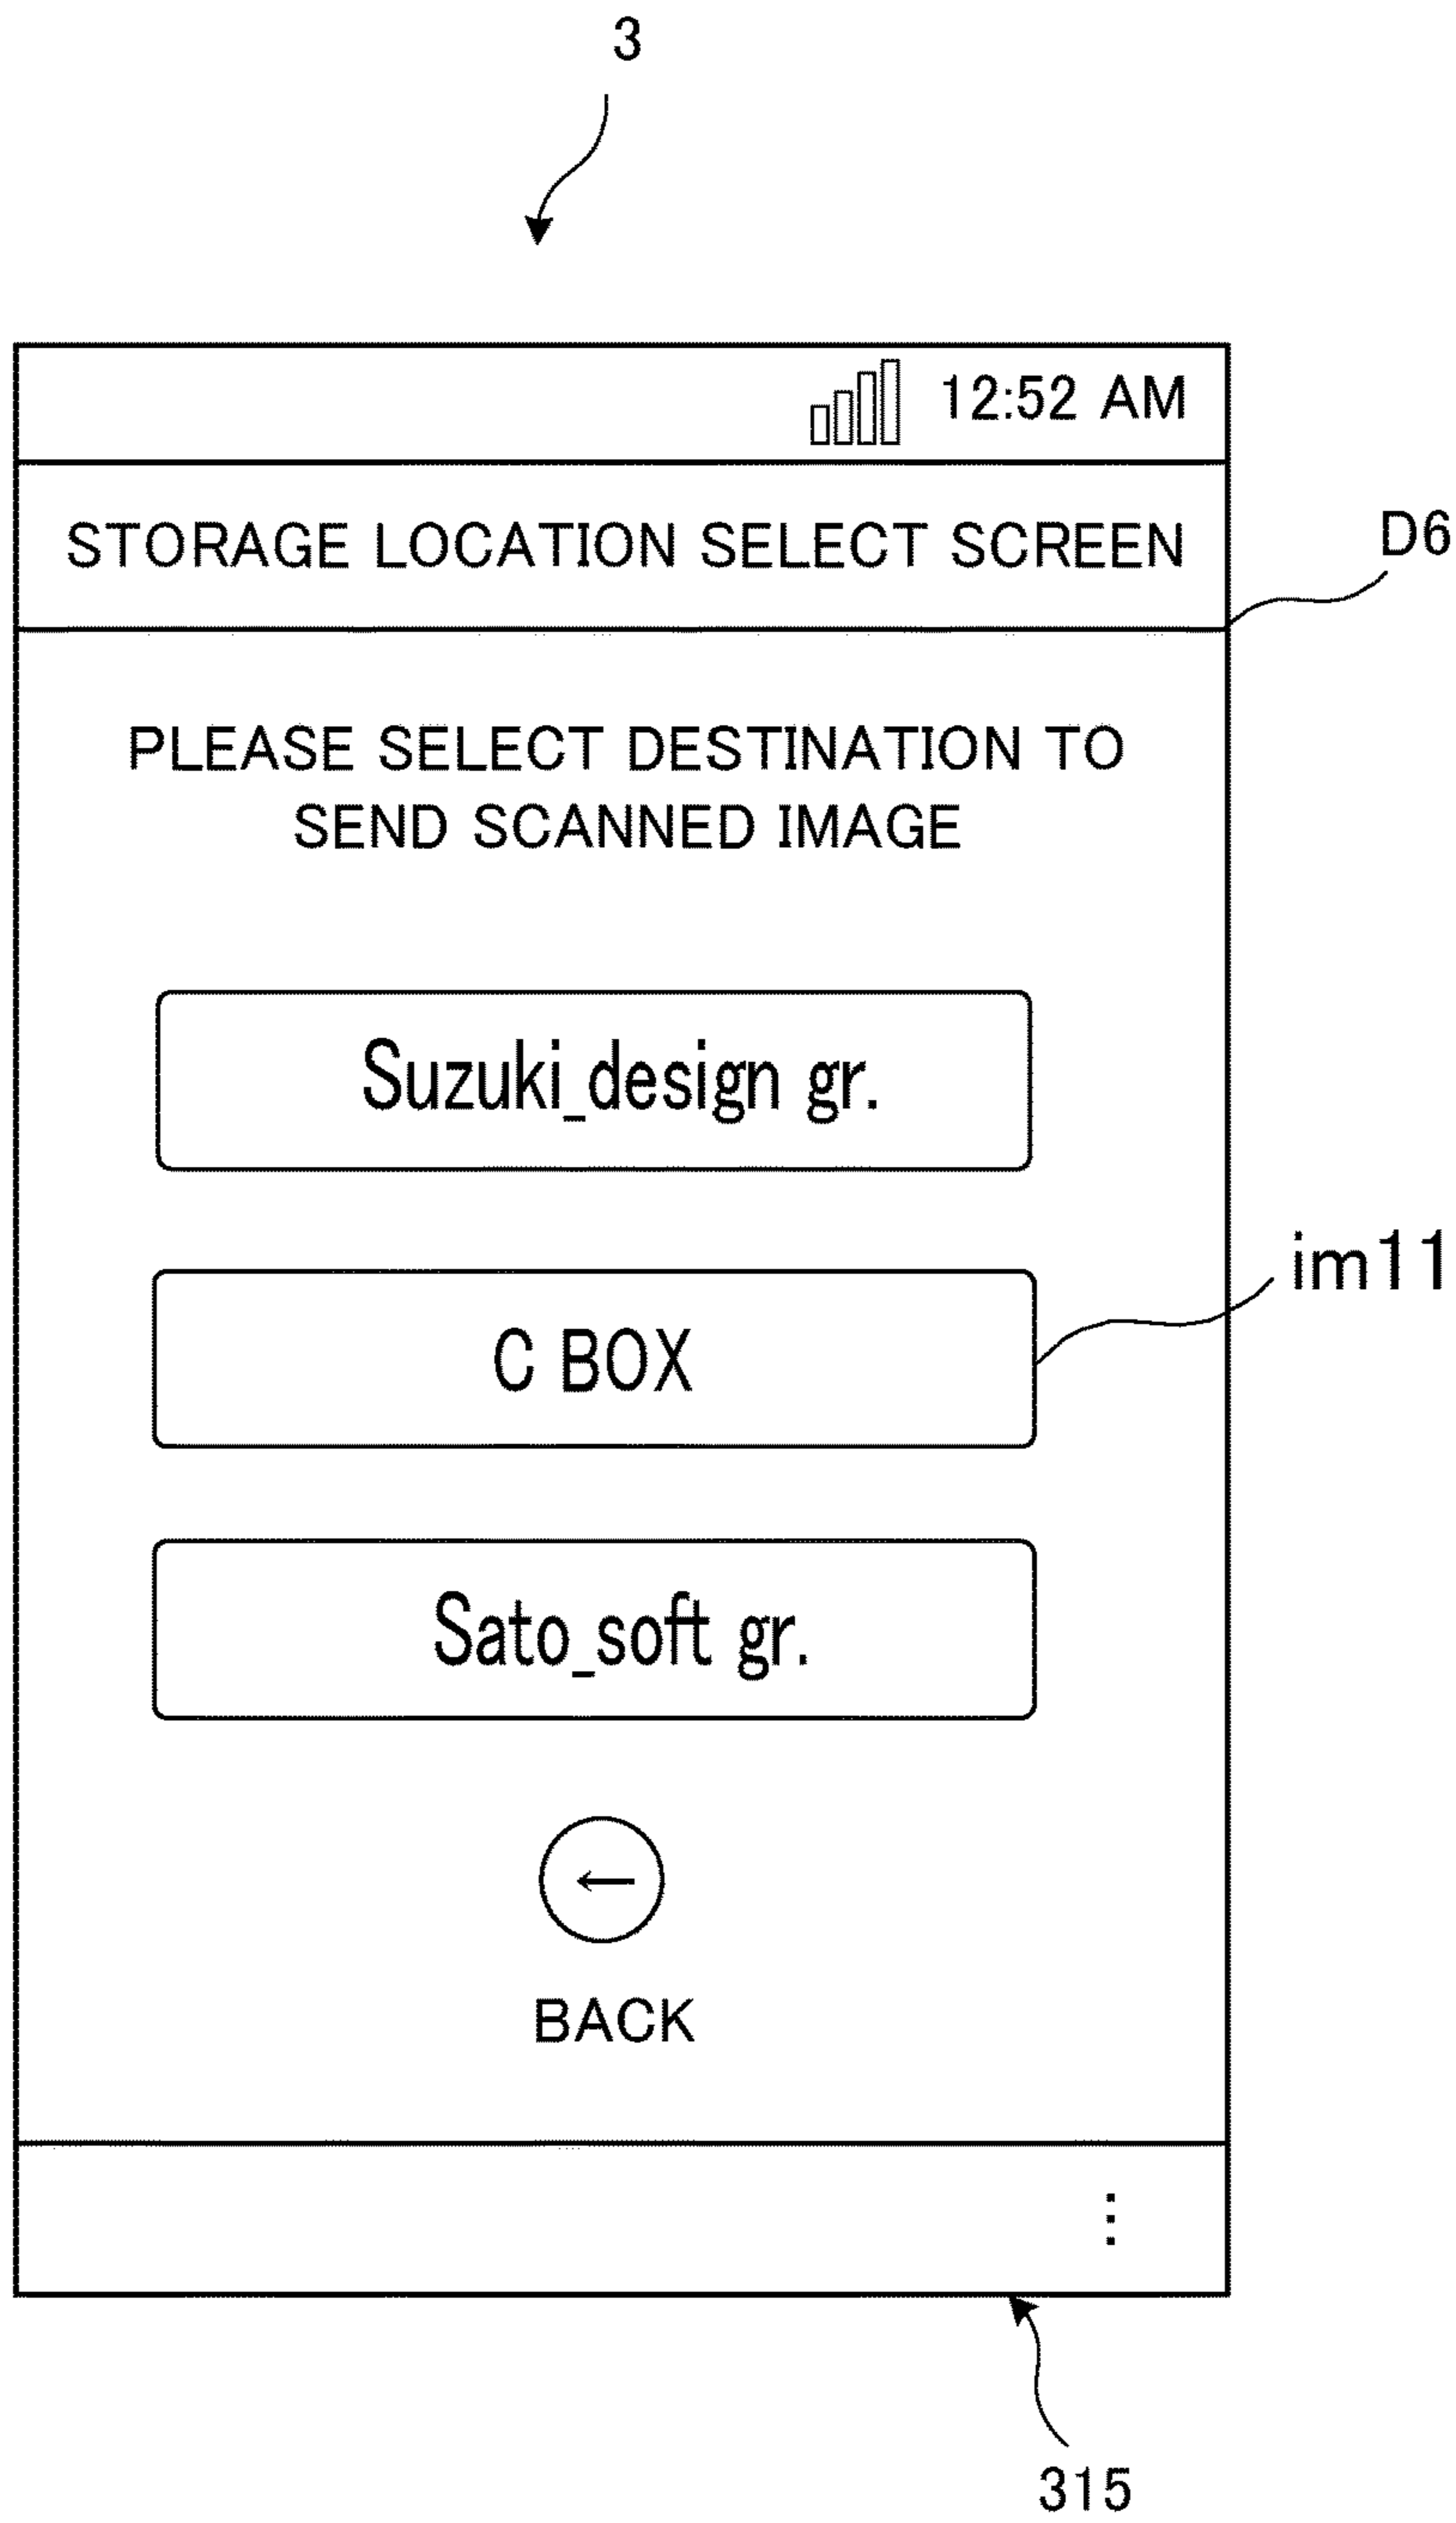 3
12:52 AM
STORAGE LOCATION SELECT SCREEN
D6
PLEASE SELECT DESTINATION TO
SEND SCANNED IMAGE
Suzuki_design gr.
im11
C BOX
Sato_soft gr.
←
BACK
⋮
315